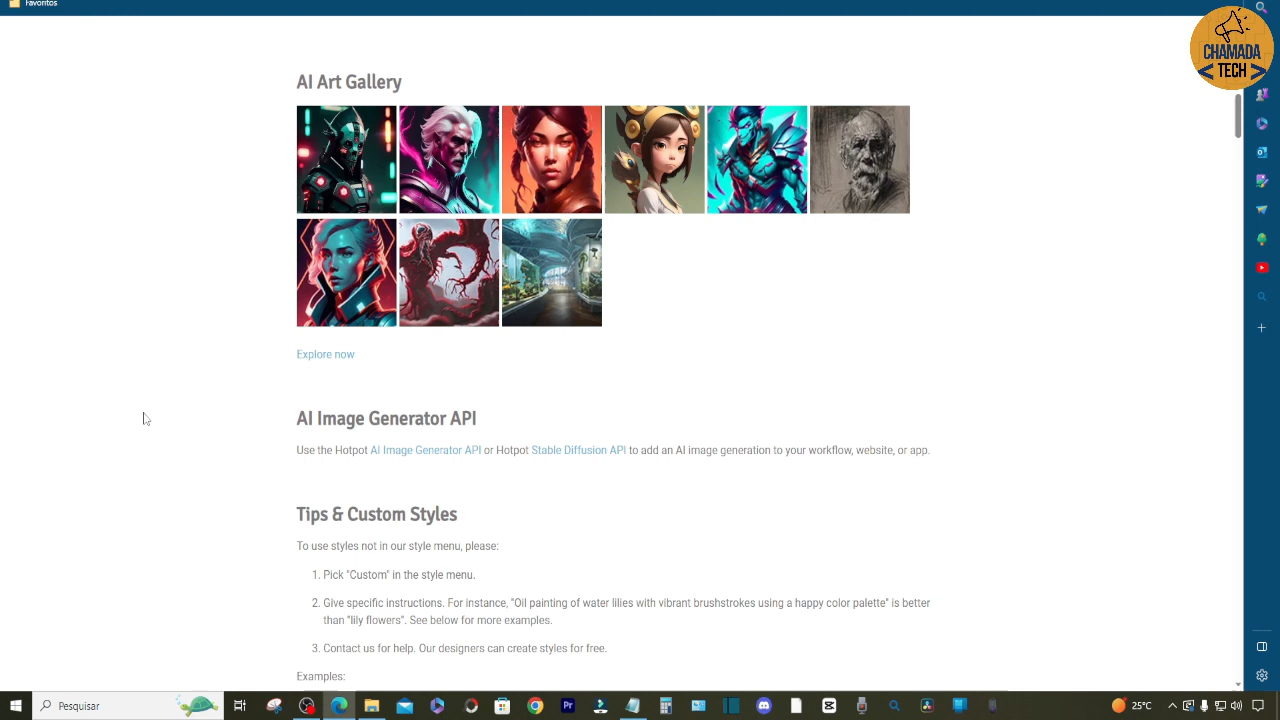 Favoritos
CHAMADA
< TECH >
AI Art Gallery
Explore now
AI Image Generator API
Use the Hotpot AI Image Generator API or Hotpot Stable Diffusion API to add an AI image generation to your workflow, website, or app.
Tips & Custom Styles
To use styles not in our style menu, please:
1. Pick "Custom" in the style menu.
2. Give specific instructions. For instance, "Oil painting of water lilies with vibrant brushstrokes using a happy color palette" is better
than "lily flowers". See below for more examples.
3. Contact us for help. Our designers can create styles for free.
Examples:
Pesquisar
25°C